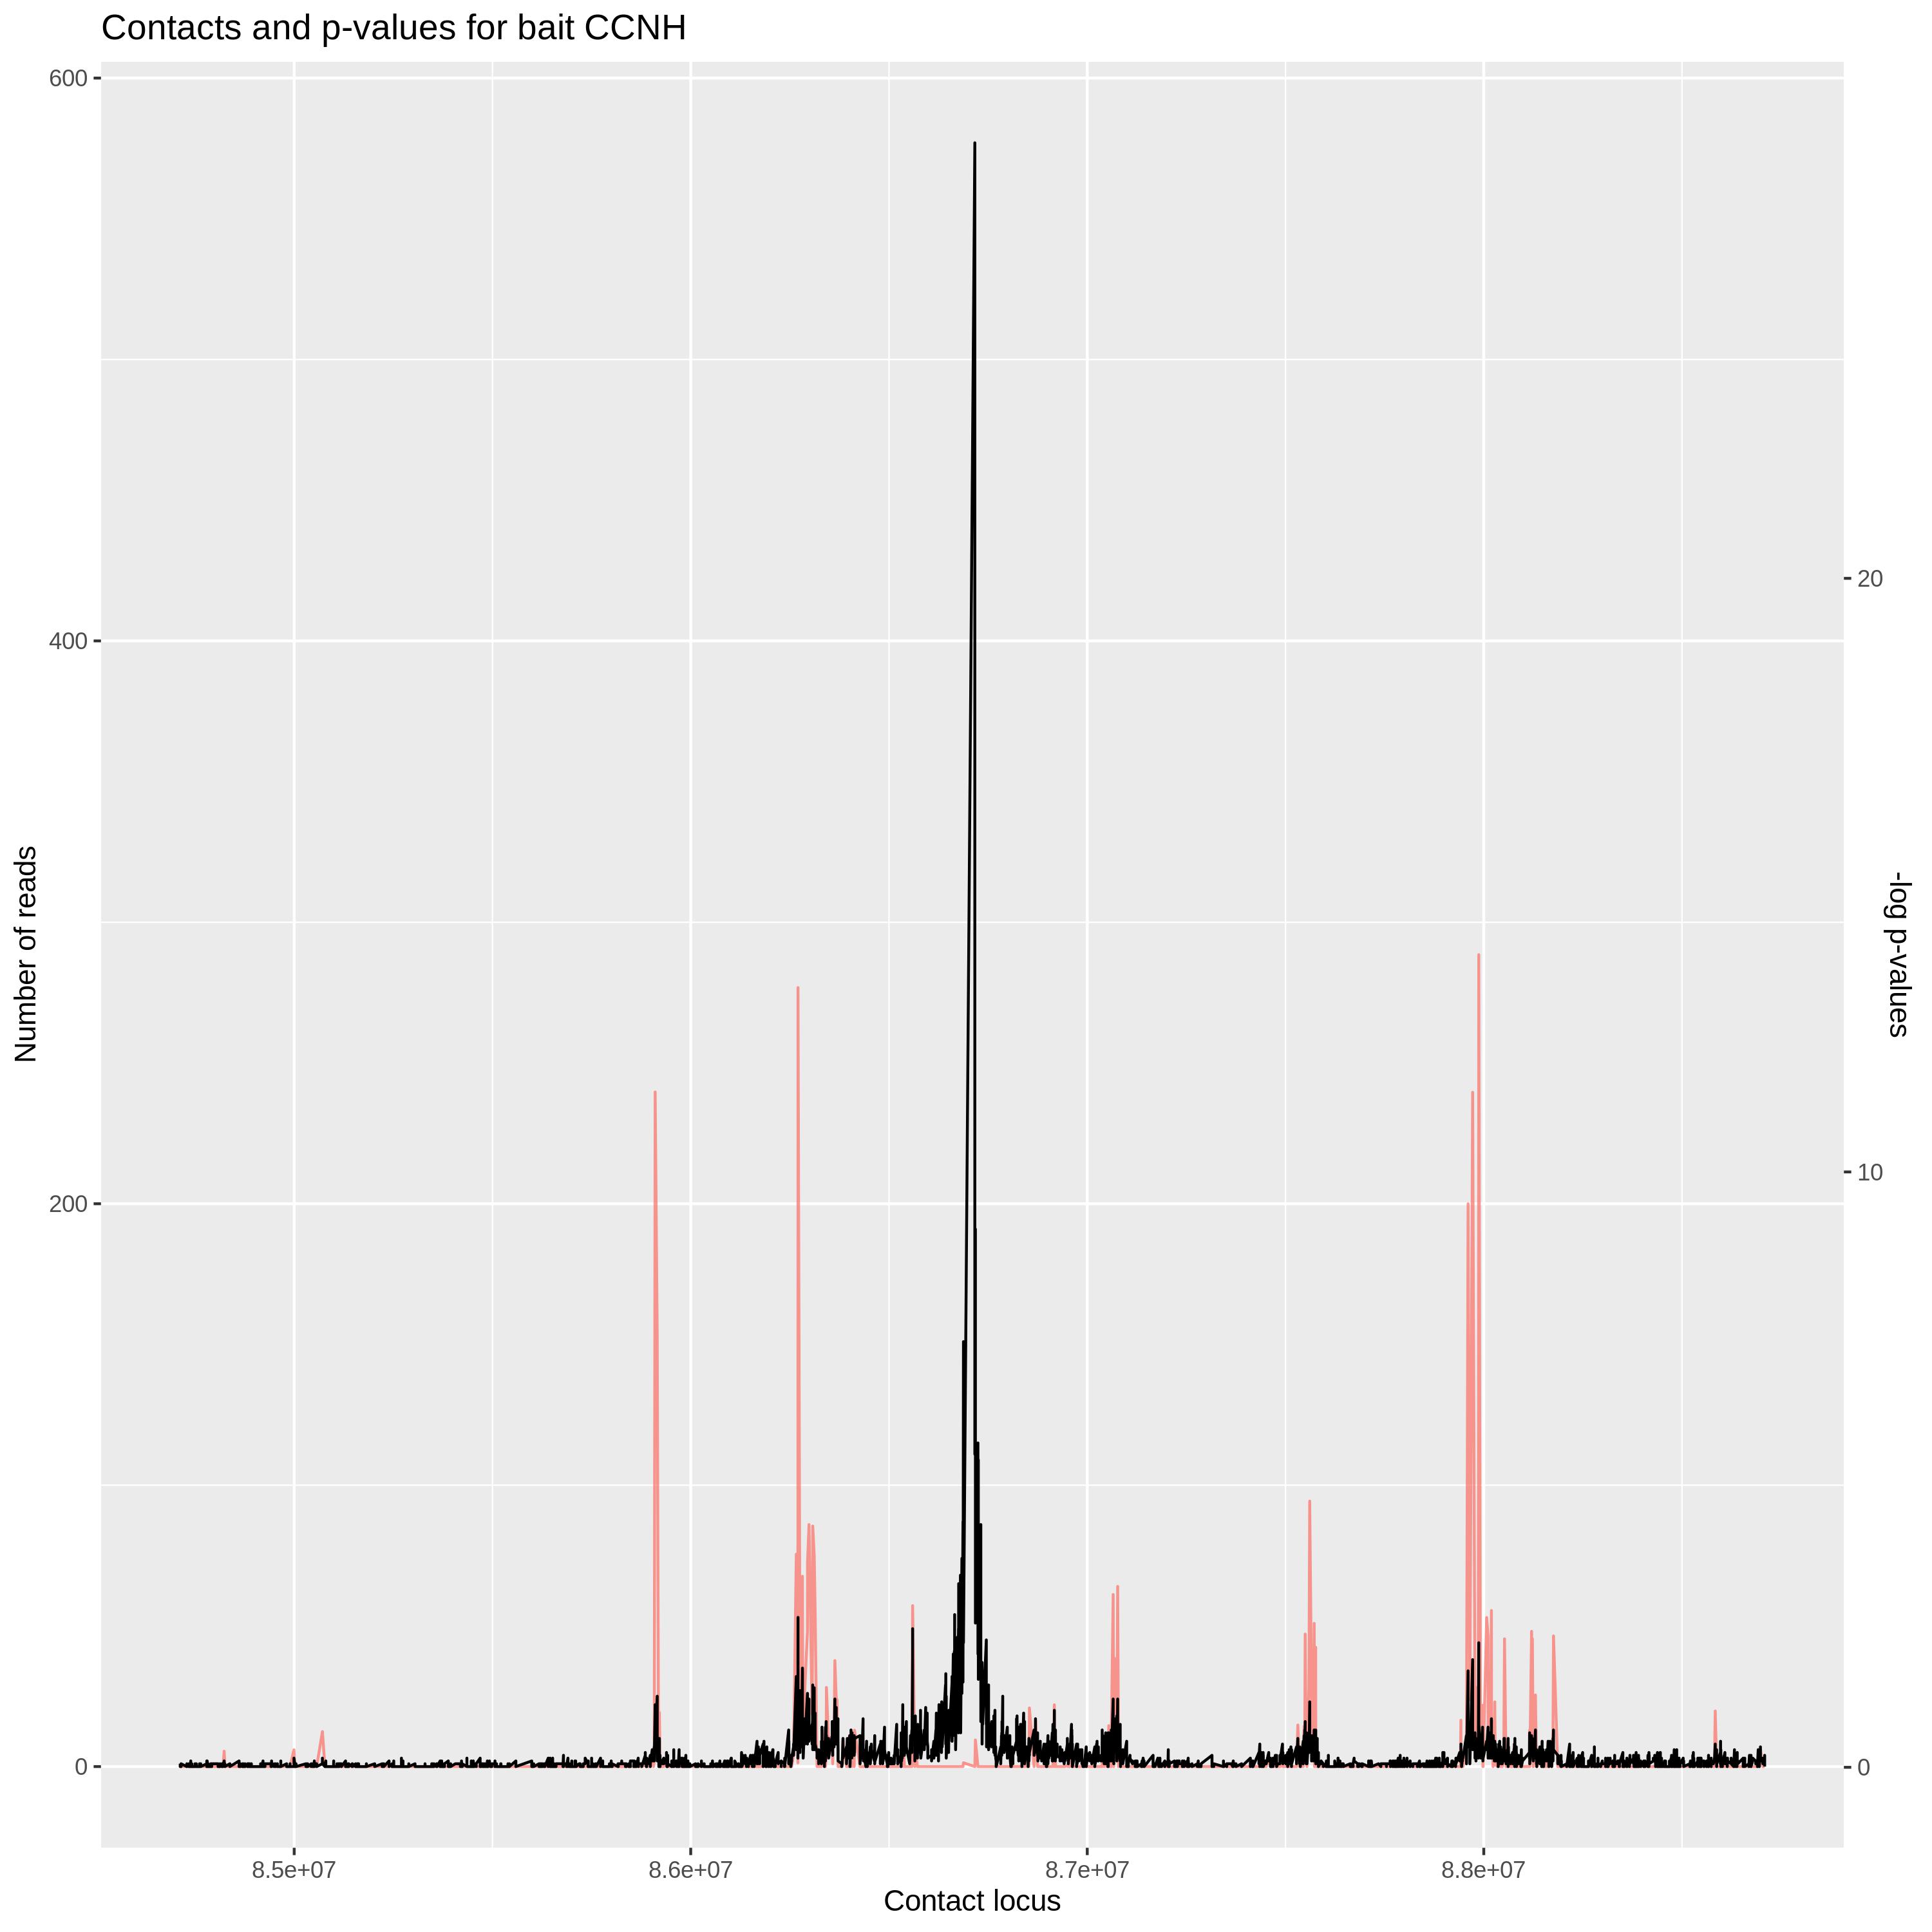 Contacts and p-values for bait CCNH
600
400
200
0
Number of reads
20
10
0
-log p-values
8.5e+07
8.6e+07
8.7e+07
8.8e+07
Contact locus